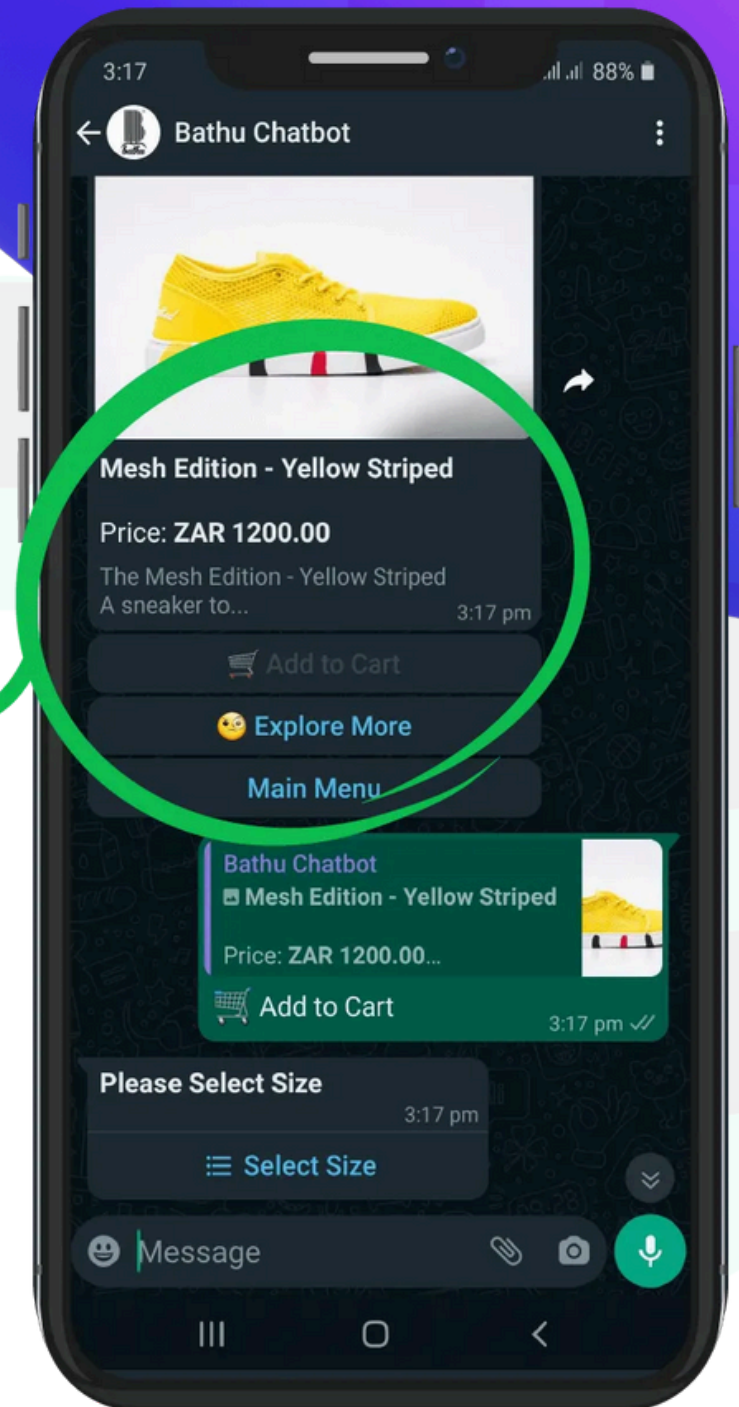 3:17
88%
Bathu Chatbot
Mesh Edition - Yellow Striped
Price: ZAR 1200.00
The Mesh Edition - Yellow Striped
A sneaker to...
3:17 pm
🛒 Add to Cart
🧐 Explore More
Main Menu
Bathu Chatbot
Mesh Edition - Yellow Striped
Price: ZAR 1200.00...
🛒 Add to Cart
3:17 pm
Please Select Size
3:17 pm
Select Size
Message